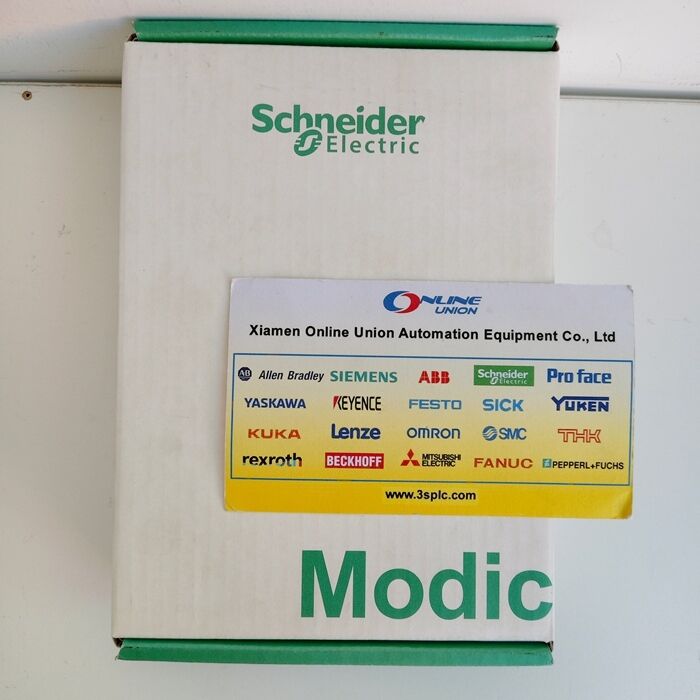 Schneider
Electric
ONLINE
UNION
Xiamen Online Union Automation Equipment Co., Ltd
AB Allen Bradley SIEMENS ABB Schneider Electric Pro face
YASKAWA KEYENCE FESTO SICK YUKEN
KUKA Lenze OMRON SMC THK
rexroth BECKHOFF MITSUBISHI ELECTRIC FANUC PEPPERL+FUCHS
www.3splc.com
Modic